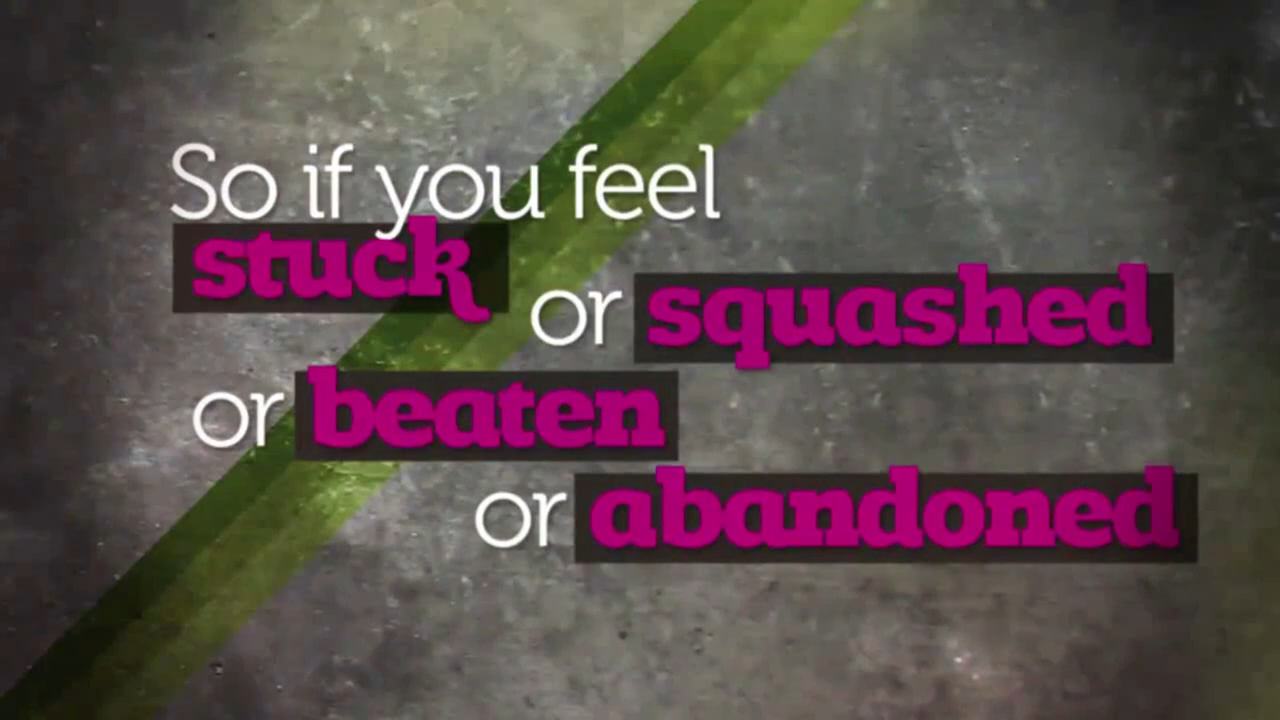 So if you feel
stuck
or squashed
or beaten
or abandoned